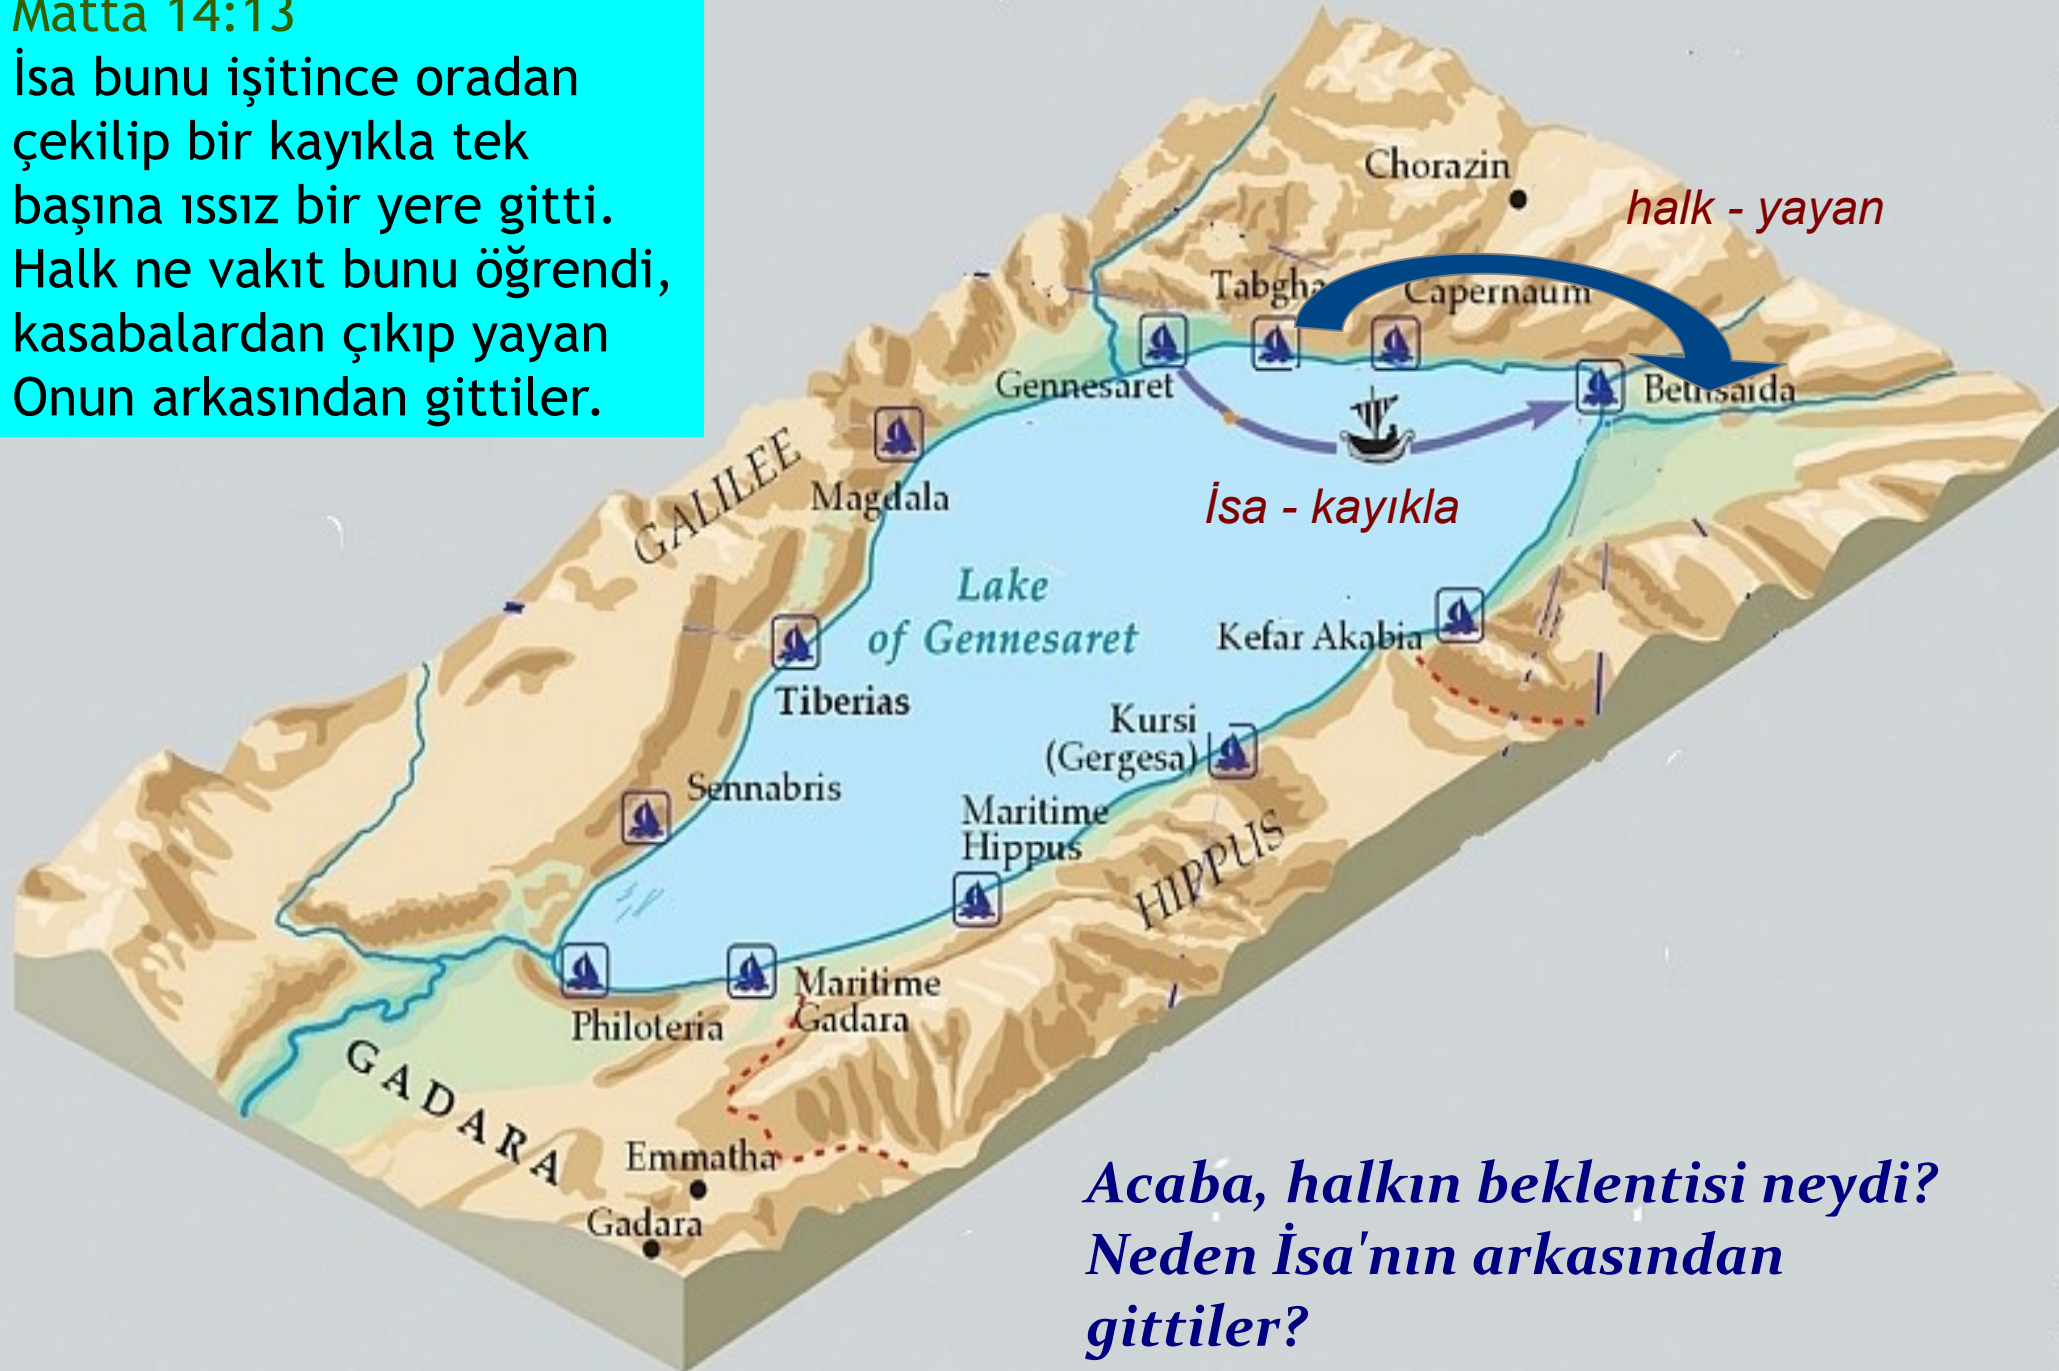 Matta 14:13
İsa bunu işitince oradan
çekilip bir kayıkla tek
başına ıssız bir yere gitti.
Halk ne vakıt bunu öğrendi,
kasabalardan çıkıp yayan
Onun arkasından gittiler.
Chorazin
halk - yayan
Tabgha
Capernaum
Gennesaret
Bethsaida
GALILEE
Magdala
İsa - kayıkla
Lake
of Gennesaret
Kefar Akabia
Tiberias
Kursi
(Gergesa)
Sennabris
Maritime
Hippus
HIPPUS
Maritime
Gadara
Philoteria
GADARA
Emmatha
Gadara
Acaba, halkın beklentisi neydi?
Neden İsa'nın arkasından
gittiler?